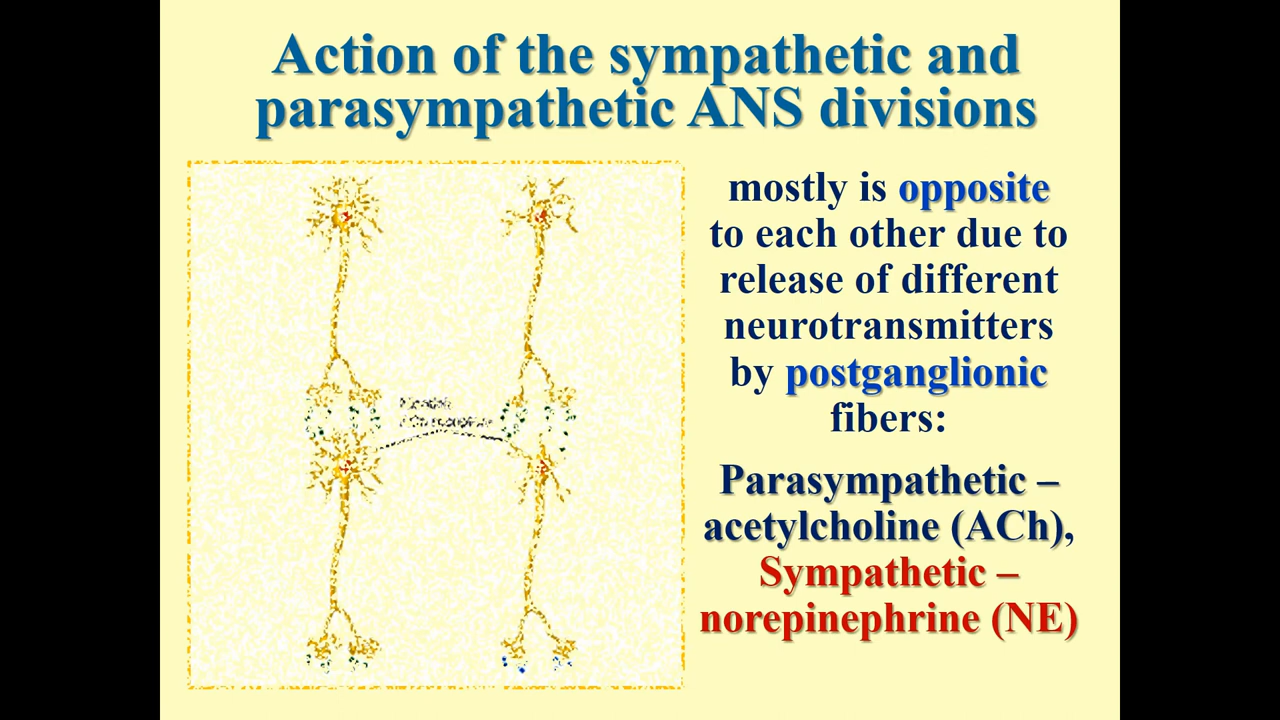 Action of the sympathetic and
parasympathetic ANS divisions
mostly is opposite
to each other due to
release of different
neurotransmitters
by postganglionic
fibers:
Parasympathetic –
acetylcholine (ACh),
Sympathetic –
norepinephrine (NE)